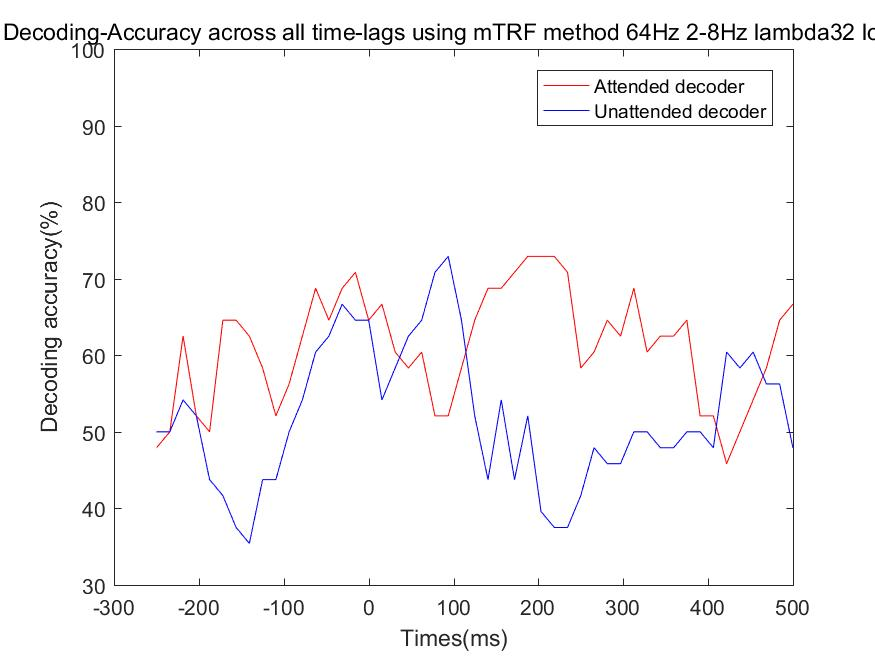 Decoding-Accuracy across all time-lags using mTRF method 64Hz 2-8Hz lambda32 lo
100
90
80
70
60
50
40
30
Decoding accuracy(%)
Attended decoder
Unattended decoder
-300 -200 -100 0 100 200 300 400 500
Times(ms)